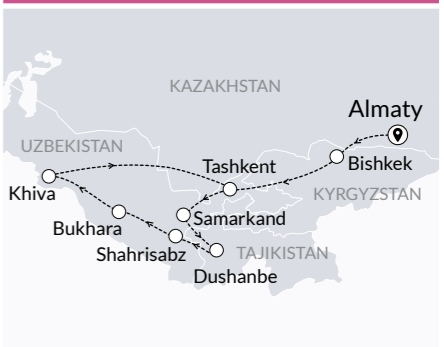 KAZAKHSTAN
Almaty
UZBEKISTAN
Tashkent
Bishkek
Khiva
KYRGYZSTAN
Samarkand
Bukhara
Shahrisabz
TAJIKISTAN
Dushanbe